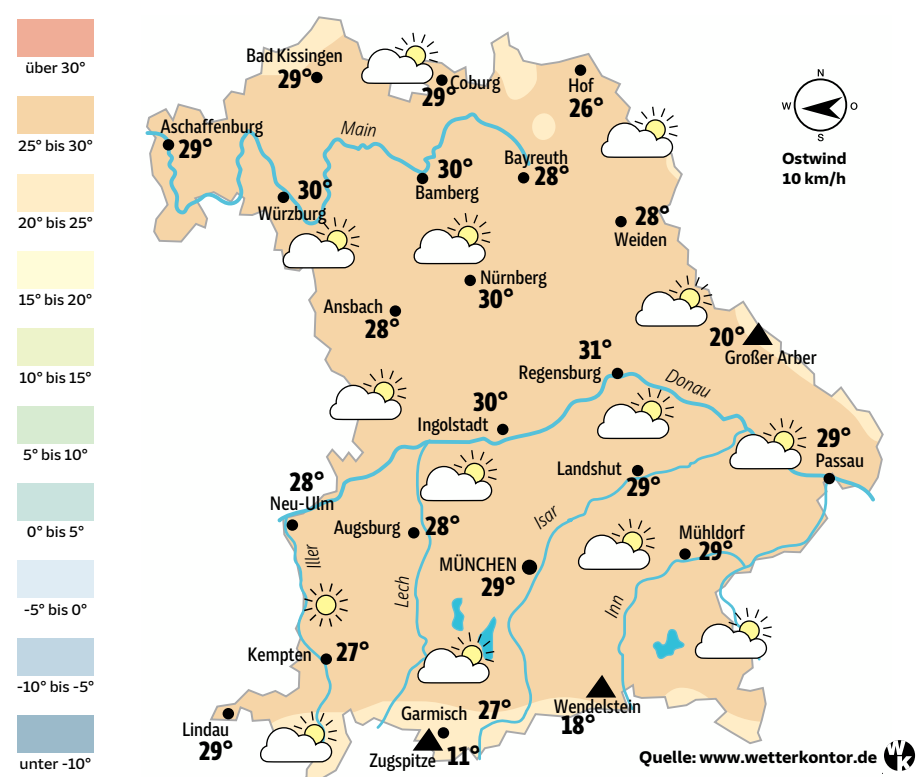 über 30°
25° bis 30°
20° bis 25°
15° bis 20°
10° bis 15°
5° bis 10°
0° bis 5°
-5° bis 0°
-10° bis -5°
unter -10°
Bad Kissingen
29°
Coburg
29°
Hof
26°
N
W O
S
Ostwind
10 km/h
Aschaffenburg
29°
Main
Bayreuth
28°
30°
Bamberg
30°
Würzburg
28°
Weiden
Nürnberg
30°
Ansbach
28°
20°
Großer Arber
31°
Regensburg
Donau
30°
Ingolstadt
29°
Passau
Landshut
29°
28°
Neu-Ulm
Augsburg
28°
Isar
Mühldorf
29°
Iller
MÜNCHEN
29°
Lech
Inn
Kempten
27°
Lindau
29°
Garmisch
27°
Zugspitze
11°
Wendelstein
18°
Quelle: www.wetterkontor.de
W
K